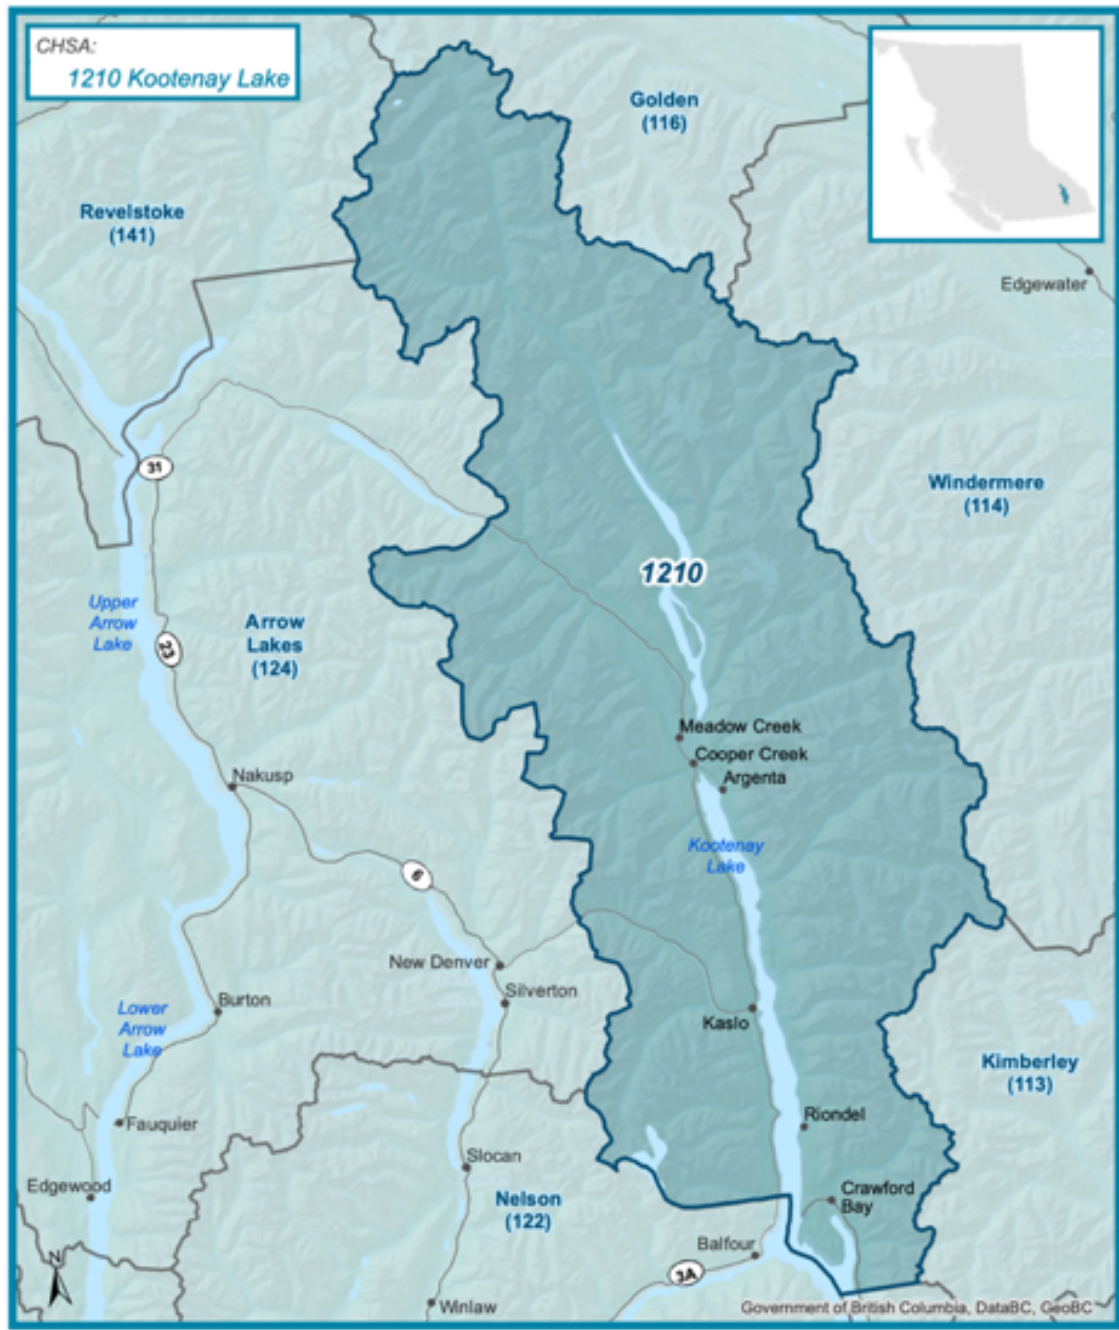 CHSA:
1210 Kootenay Lake
Golden
(116)
Revelstoke
(141)
Edgewater
31
Windermere
(114)
1210
Upper
Arrow
Lake
Arrow
Lakes
(124)
23
Meadow Creek
Cooper Creek
Argenta
Nakusp
Kootenay
Lake
6
New Denver
Silverton
Burton
Lower
Arrow
Lake
Kaslo
Kimberley
(113)
Fauquier
Riondel
Slocan
Edgewood
Nelson
(122)
Crawford
Bay
Balfour
N
3A
Winlaw
Government of British Columbia, DataBC, GeoBC